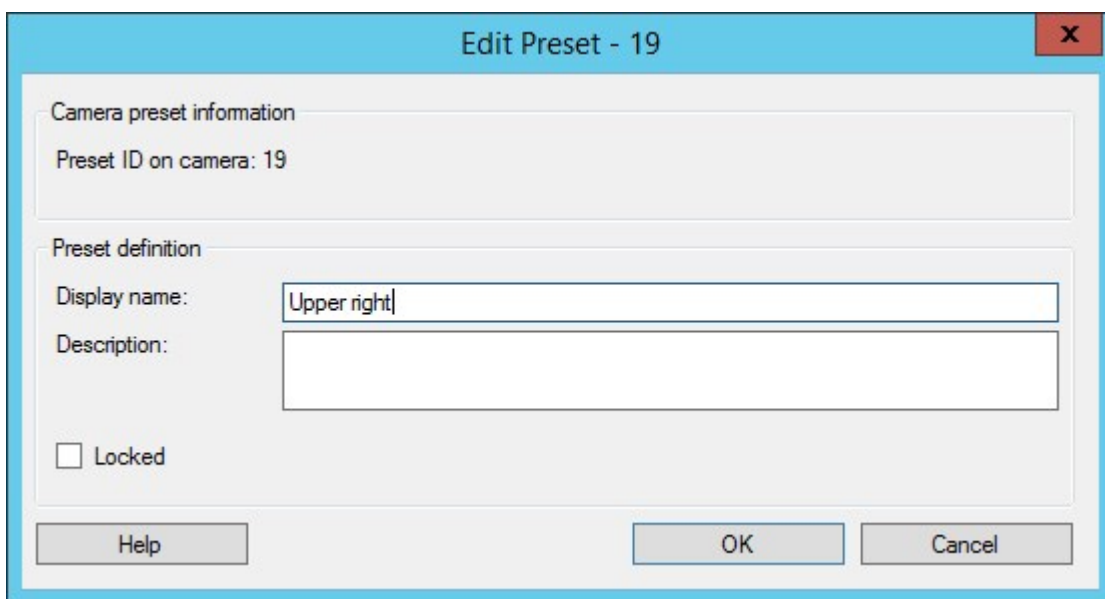 Edit Preset - 19
x
Camera preset information
Preset ID on camera: 19
Preset definition
Display name: Upper right
Description:
Locked
Help OK Cancel